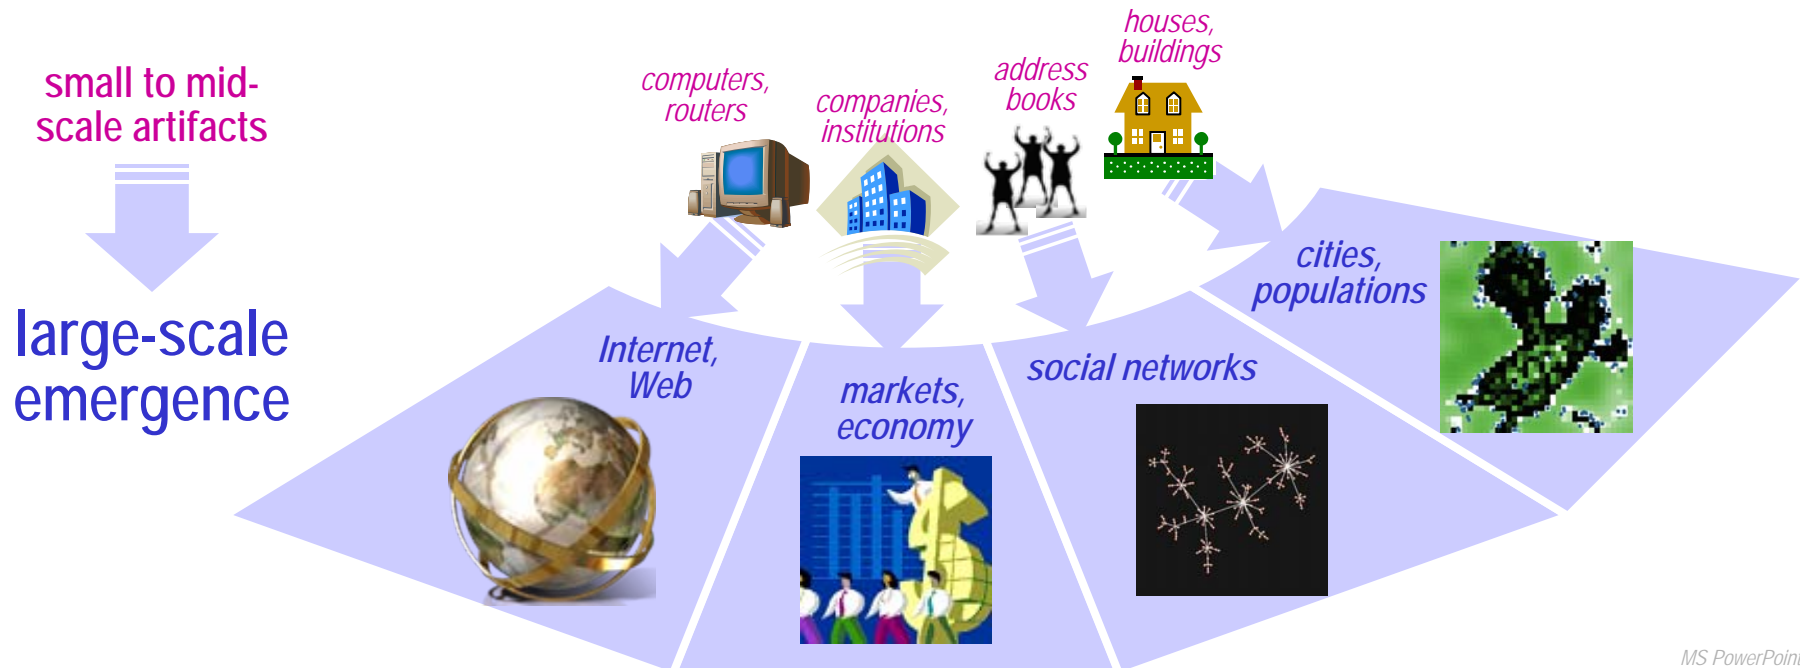 small to mid-
scale artifacts
large-scale
emergence
computers,
routers
companies,
institutions
address
books
houses,
buildings
Internet,
Web
markets,
economy
social networks
cities,
populations
MS PowerPoint